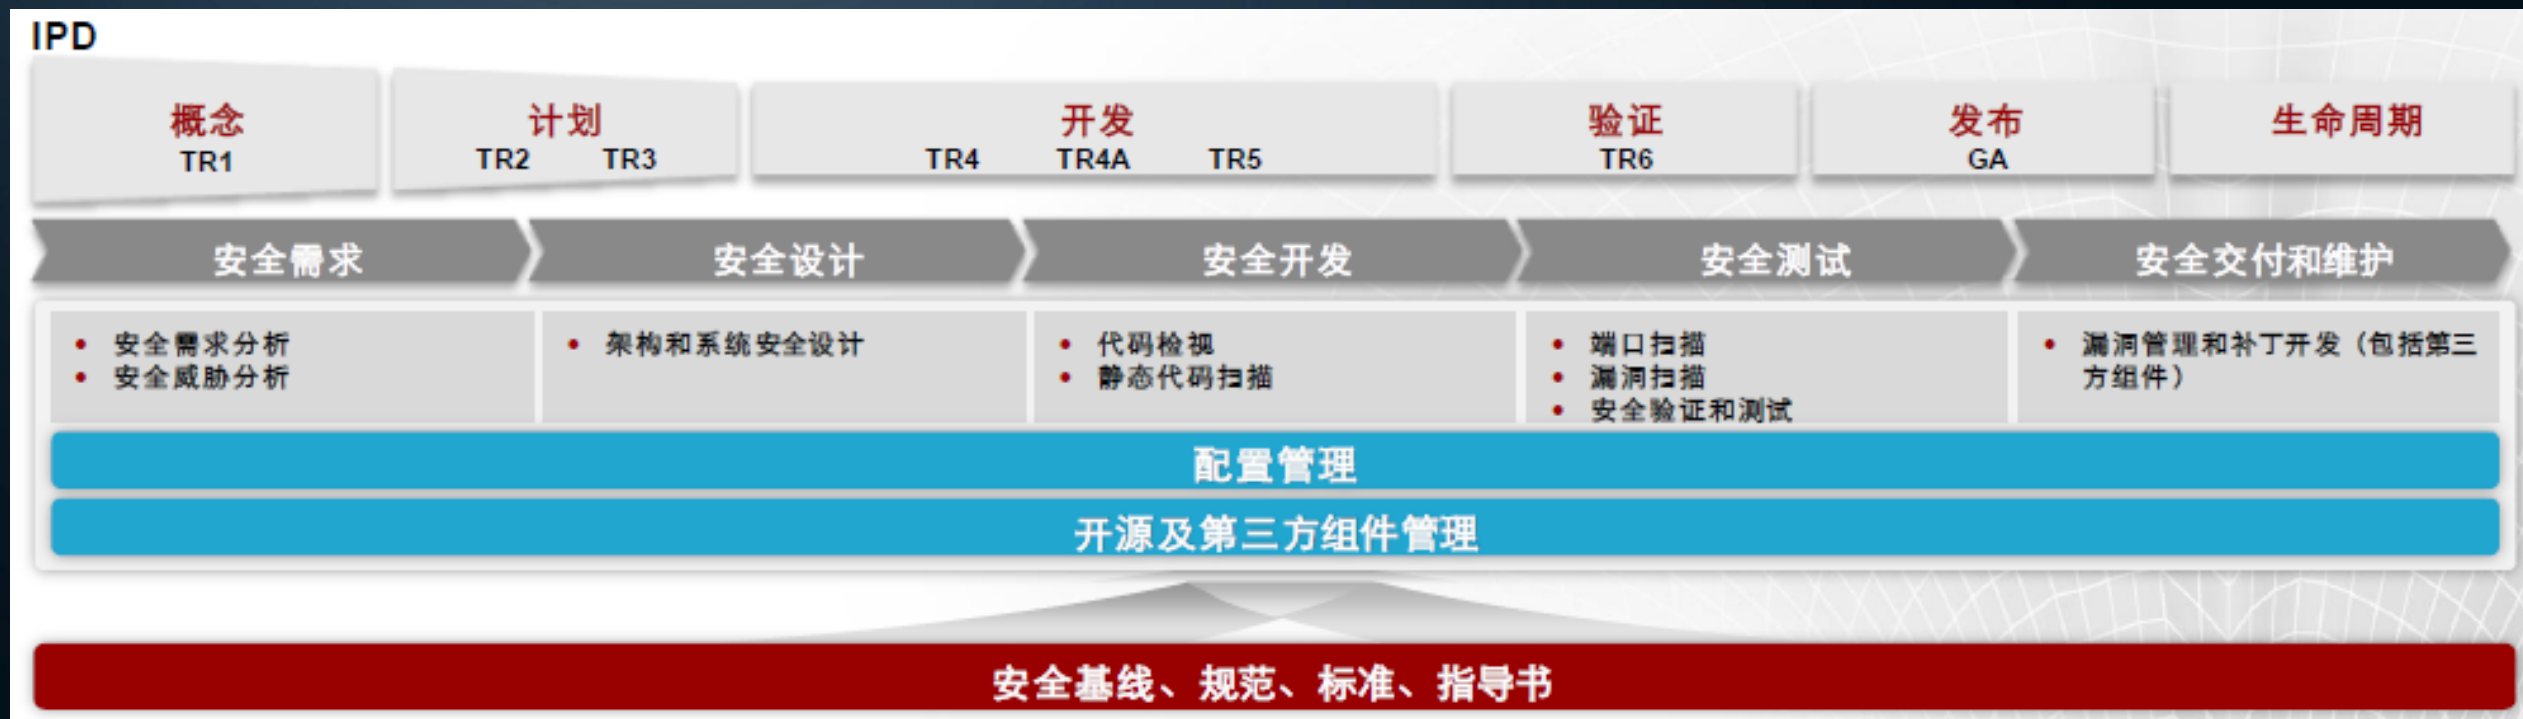 IPD
概念
计划
开发
验证
发布
生命周期
TR1
TR2 TR3
TR4 TR4A TR5
TR6
GA
安全需求
安全设计
安全开发
安全测试
安全交付和维护
• 安全需求分析
• 安全威胁分析
• 架构和系统安全设计
• 代码检视
• 静态代码扫描
• 端口扫描
• 漏洞扫描
• 安全验证和测试
• 漏洞管理和补丁开发（包括第三
方组件）
配置管理
开源及第三方组件管理
安全基线、规范、标准、指导书